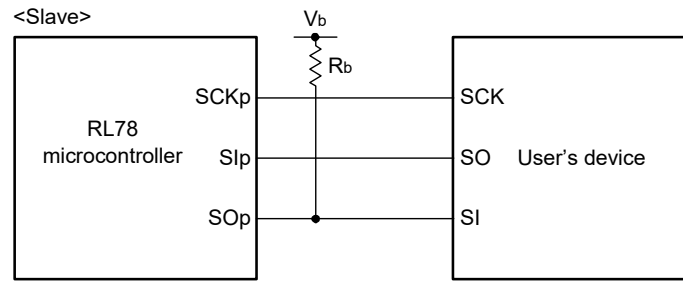 <Slave>
Vb
Rb
SCKp
SCK
RL78
microcontroller
SIp
SO
User's device
SOp
SI